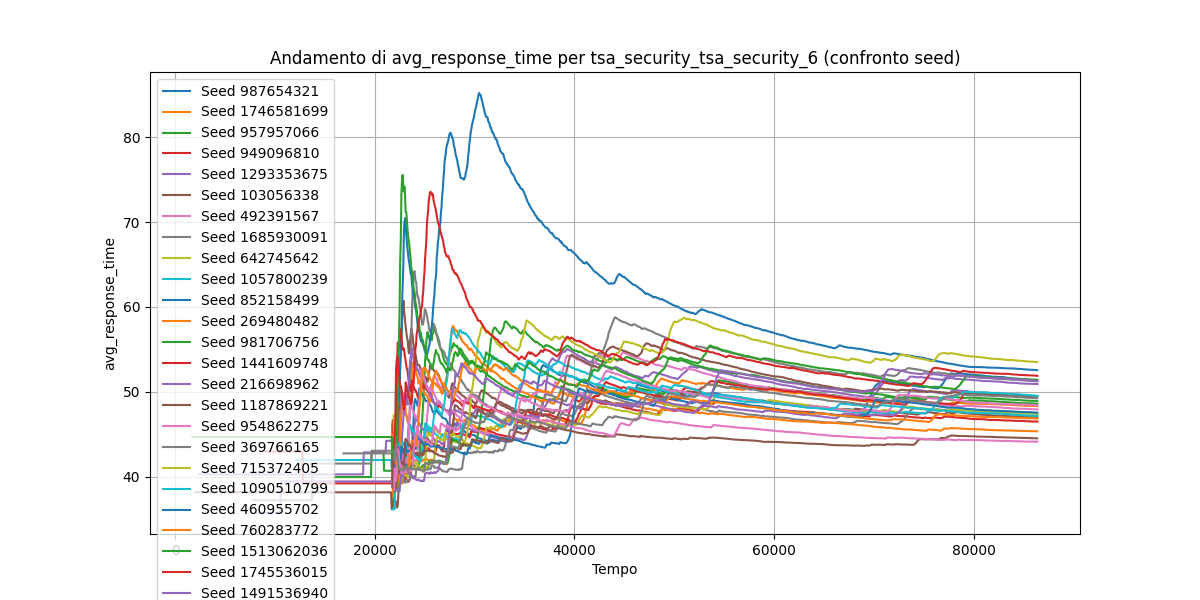 Andamento di avg_response_time per tsa_security_tsa_security_6 (confronto seed)
avg_response_time
80
70
60
50
40
Seed 987654321
Seed 1746581699
Seed 957957066
Seed 949096810
Seed 1293353675
Seed 103056338
Seed 492391567
Seed 1685930091
Seed 642745642
Seed 1057800239
Seed 852158499
Seed 269480482
Seed 981706756
Seed 1441609748
Seed 216698962
Seed 1187869221
Seed 954862275
Seed 369766165
Seed 715372405
Seed 1090510799
Seed 460955702
Seed 760283772
Seed 1513062036
Seed 1745536015
Seed 1491536940
0 20000 40000 60000 80000
Tempo